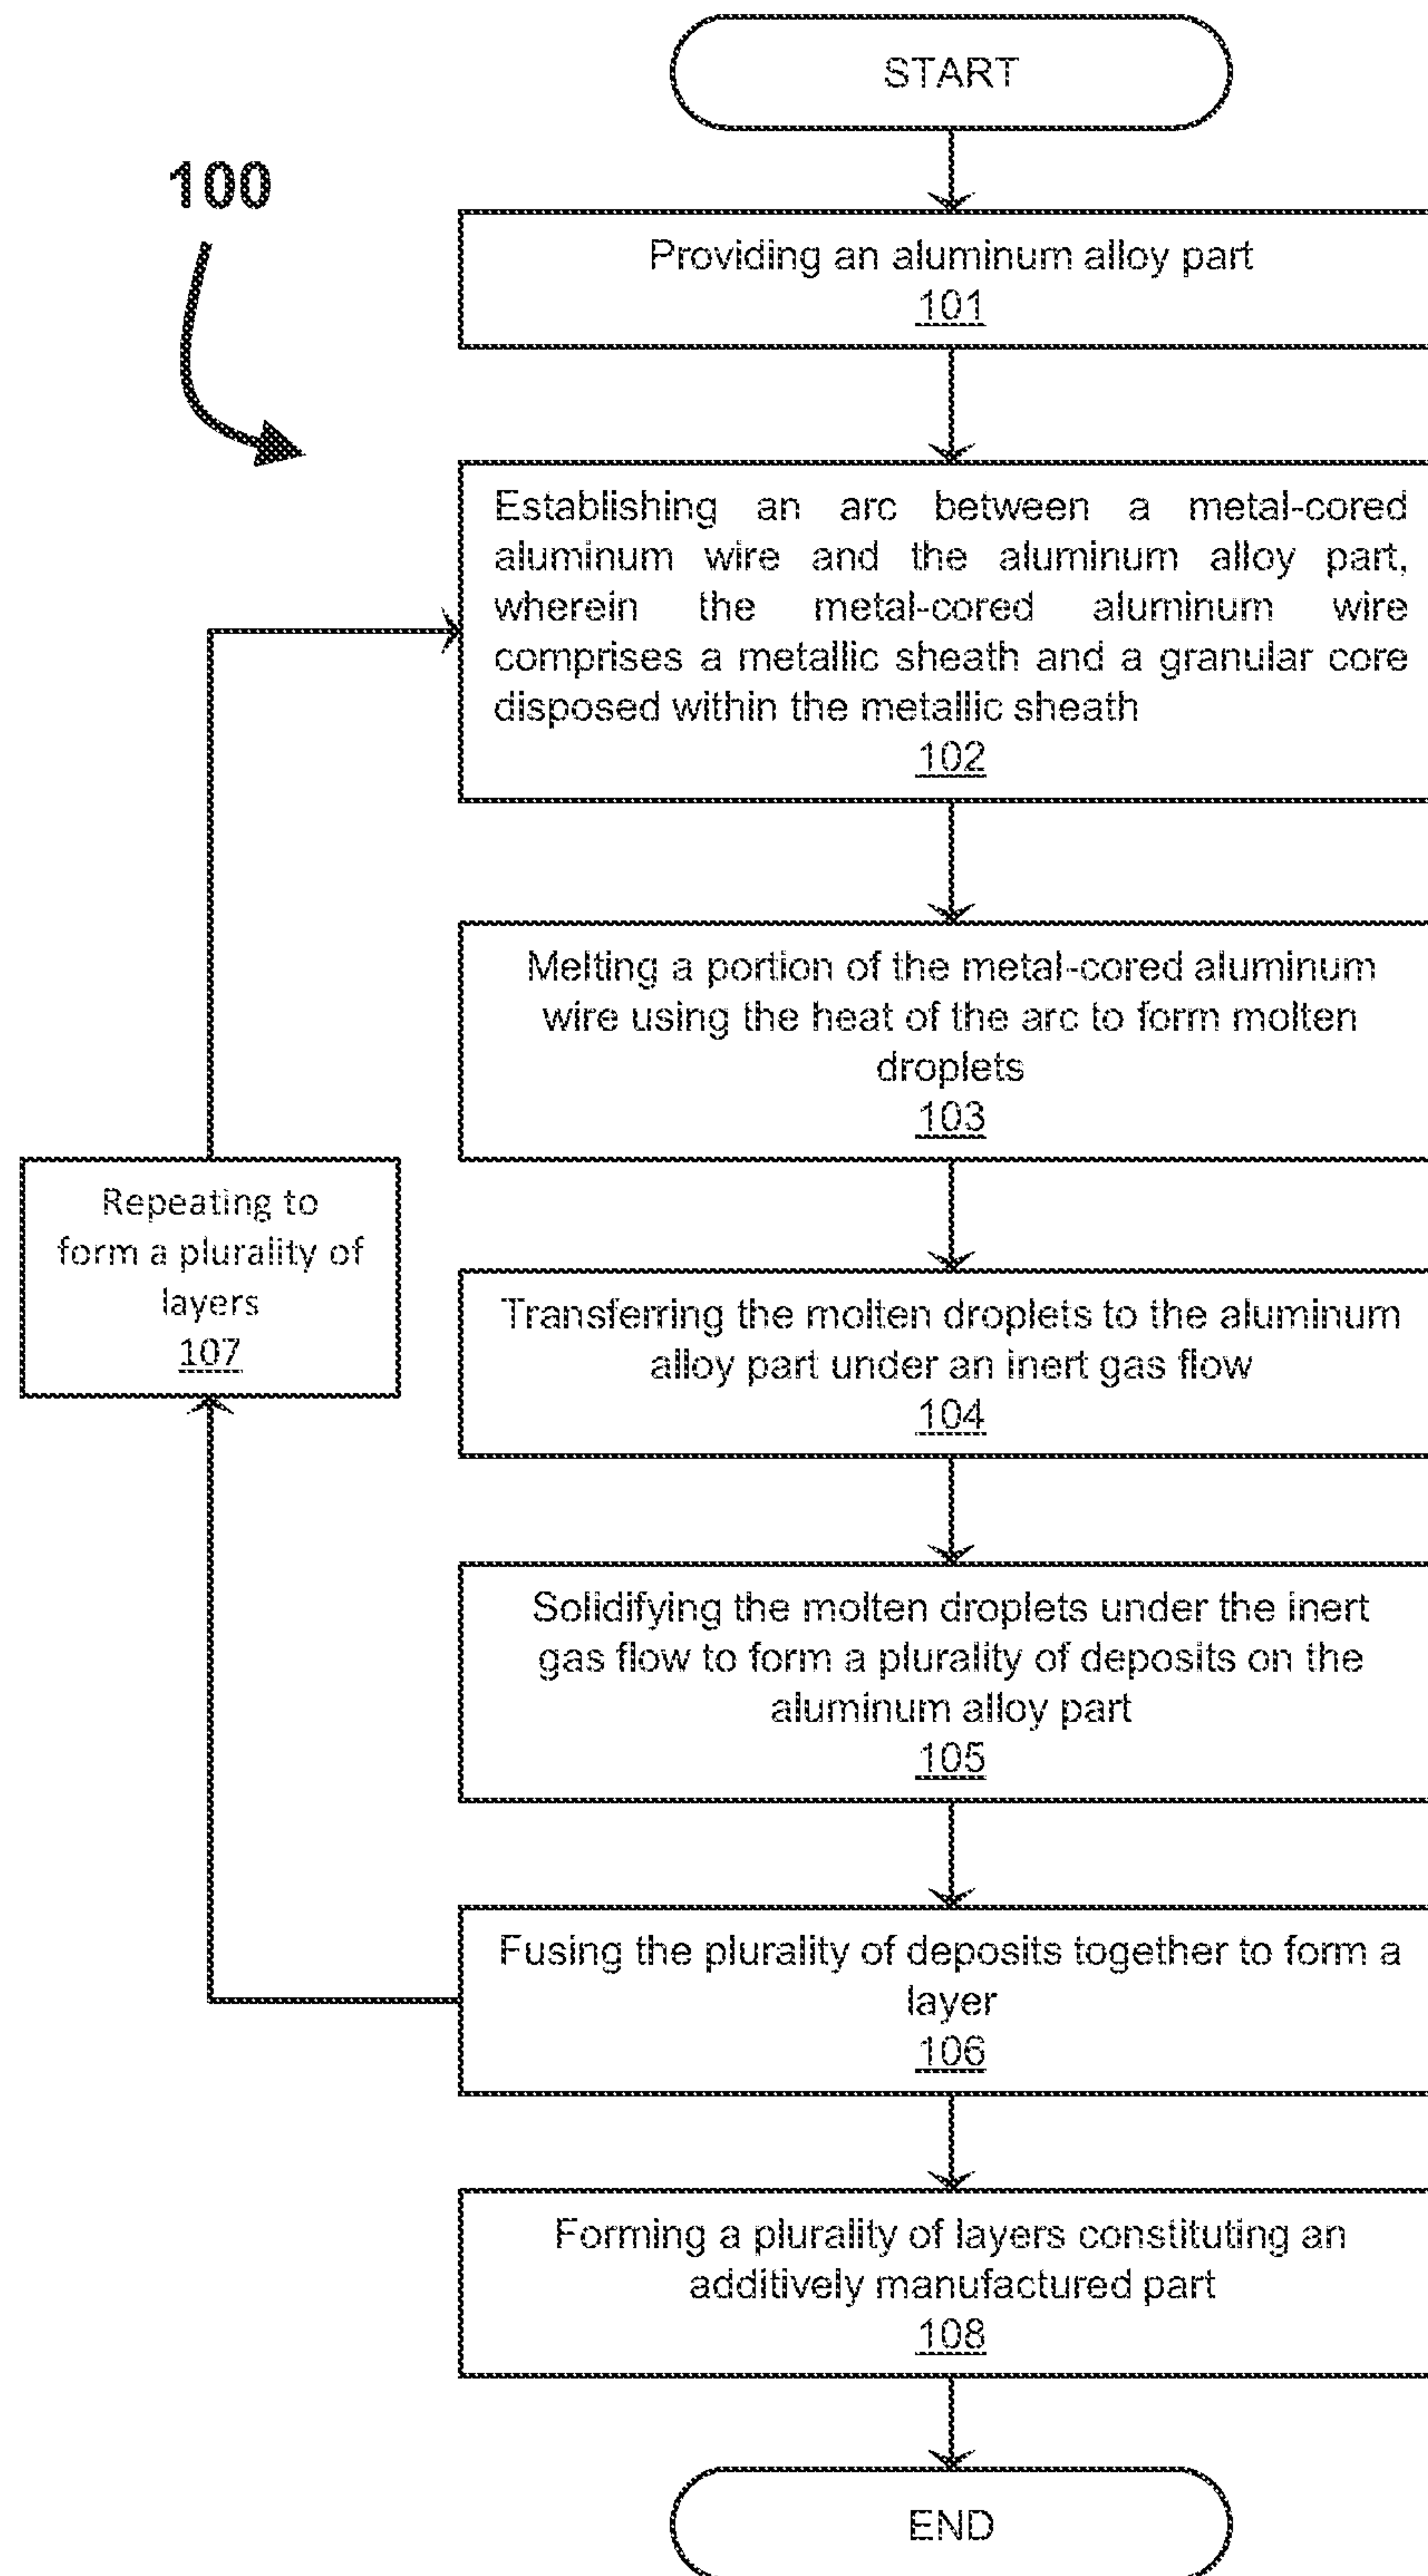 START
100
Providing an aluminum alloy part
101
Establishing an arc between a metal-cored
aluminum wire and the aluminum alloy part,
wherein the metal-cored aluminum wire
comprises a metallic sheath and a granular core
disposed within the metallic sheath
102
Melting a portion of the metal-cored aluminum
wire using the heat of the arc to form molten
droplets
103
Repeating to
form a plurality of
layers
107
Transferring the molten droplets to the aluminum
alloy part under an inert gas flow
104
Solidifying the molten droplets under the inert
gas flow to form a plurality of deposits on the
aluminum alloy part
105
Fusing the plurality of deposits together to form a
layer
106
Forming a plurality of layers constituting an
additively manufactured part
108
END